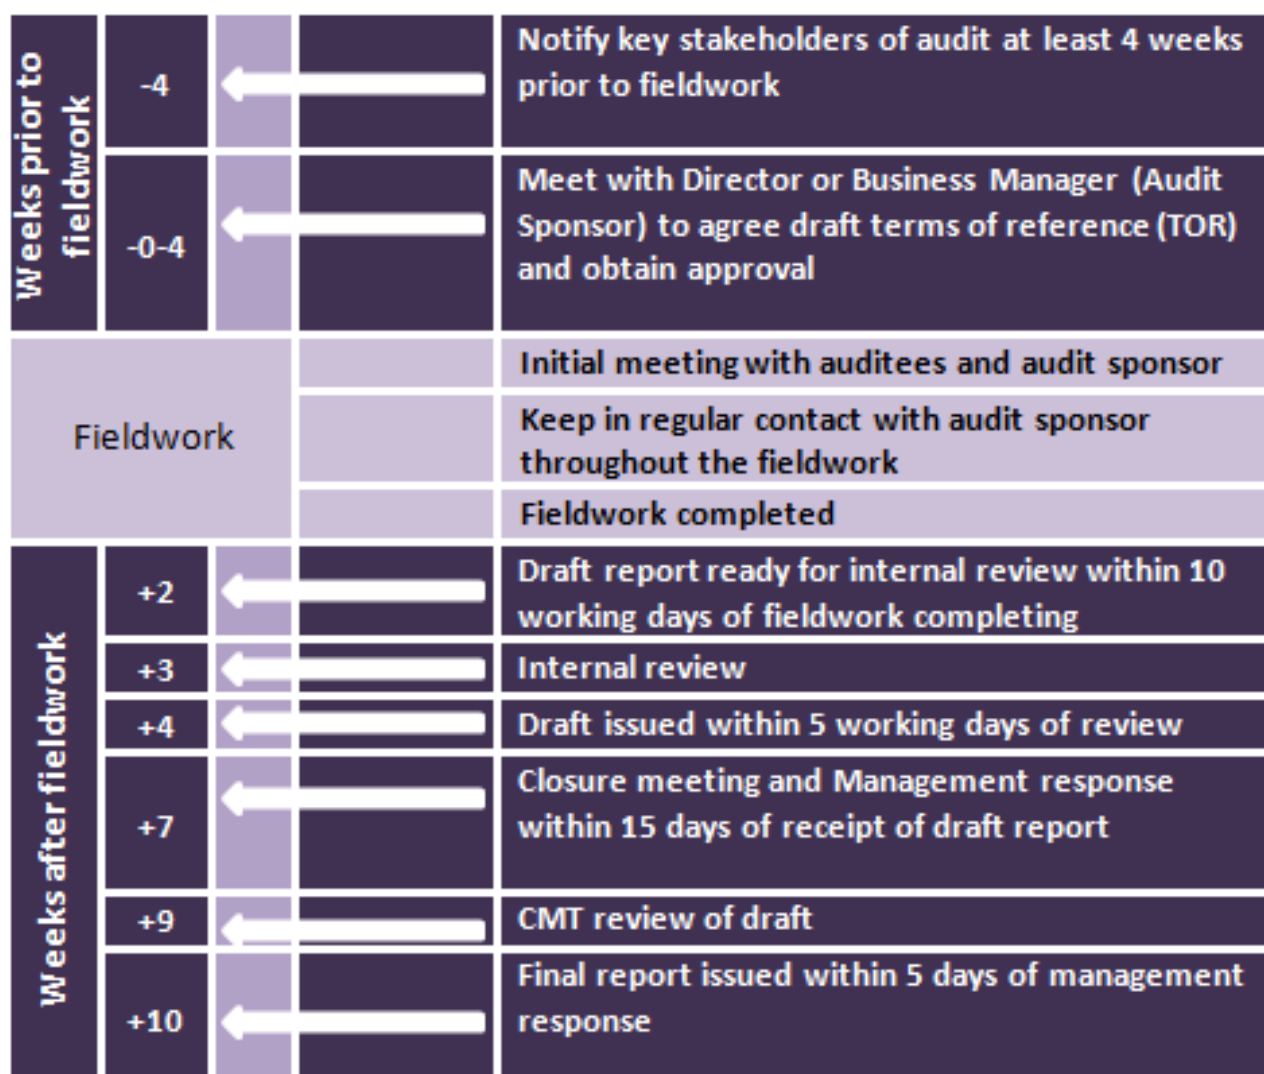 Weeks prior to
fieldwork
-4
Notify key stakeholders of audit at least 4 weeks
prior to fieldwork
-0-4
Meet with Director or Business Manager (Audit
Sponsor) to agree draft terms of reference (TOR)
and obtain approval
Fieldwork
Initial meeting with auditees and audit sponsor
Keep in regular contact with audit sponsor
throughout the fieldwork
Fieldwork completed
Weeks after fieldwork
+2
Draft report ready for internal review within 10
working days of fieldwork completing
+3
Internal review
+4
Draft issued within 5 working days of review
+7
Closure meeting and Management response
within 15 days of receipt of draft report
+9
CMT review of draft
+10
Final report issued within 5 days of management
response